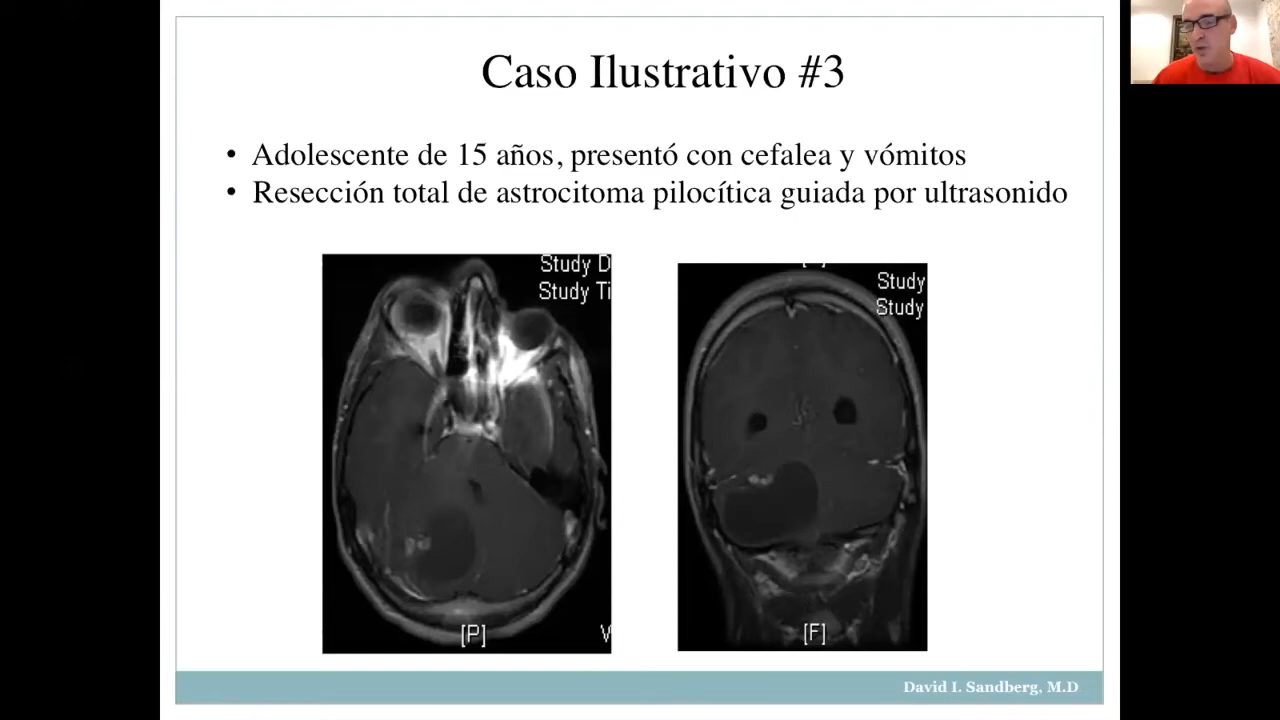 Caso Ilustrativo #3
• Adolescente de 15 años, presentó con cefalea y vómitos
• Resección total de astrocitoma pilocítica guiada por ultrasonido
Study D
Study Ti
[P]
Study
Study
[F]
David I. Sandberg, M.D